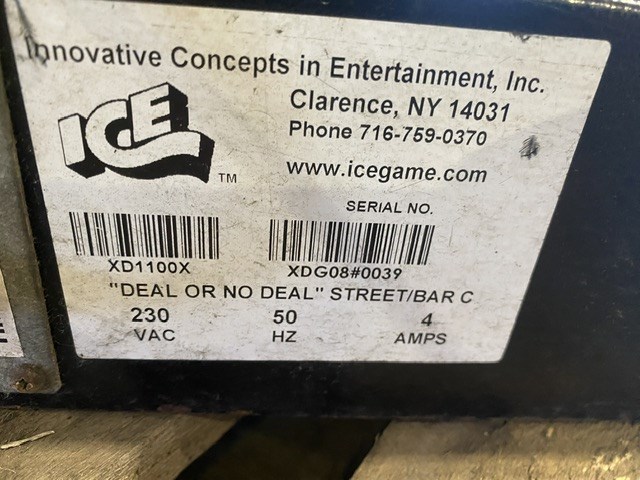 Innovative Concepts in Entertainment, Inc.
Clarence, NY 14031
Phone 716-759-0370
ICE
TM
www.icegame.com
SERIAL NO.
XD1100X XDG08#0039
"DEAL OR NO DEAL" STREET/BAR C
230 50 4
VAC HZ AMPS
E